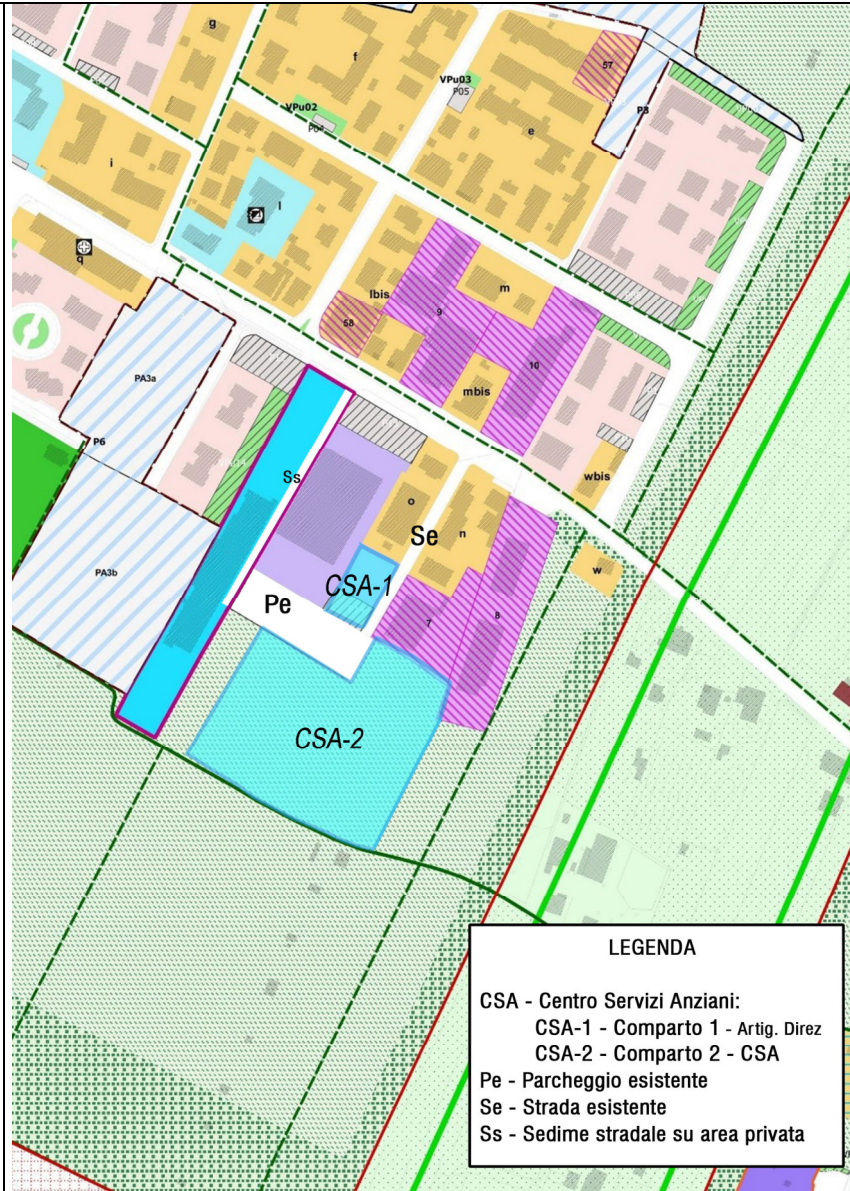 g
f
57
VPu03
P05
P3
VPu02
e
i
l
q
lbis
m
9
58
10
PA3a
mbis
P6
wbis
Ss
o
Se
n
PA3b
CSA-1
w
Pe
7
8
CSA-2
LEGENDA
CSA - Centro Servizi Anziani:
CSA-1 - Comparto 1 - Artig. Direz
CSA-2 - Comparto 2 - CSA
Pe - Parcheggio esistente
Se - Strada esistente
Ss - Sedime stradale su area privata